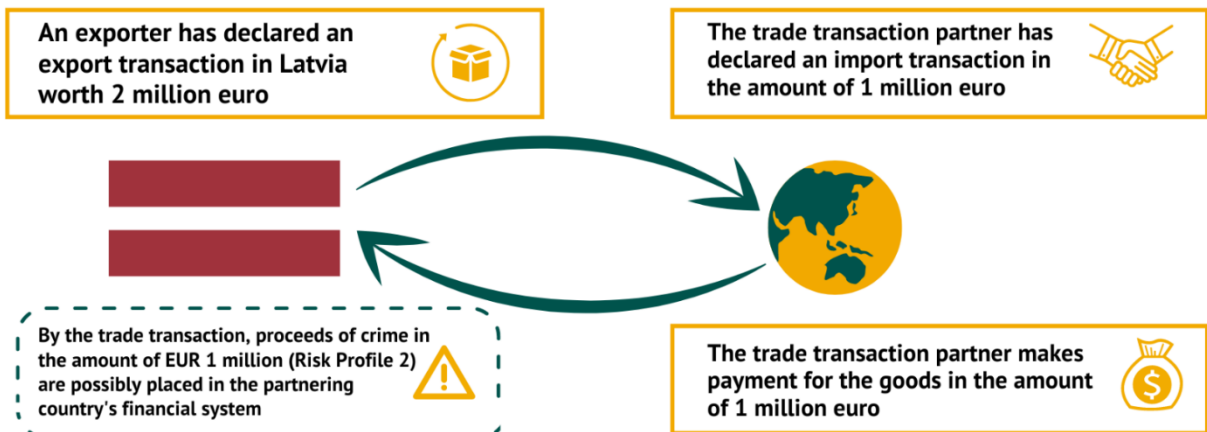 An exporter has declared an
export transaction in Latvia
worth 2 million euro
The trade transaction partner has
declared an import transaction in
the amount of 1 million euro
By the trade transaction, proceeds of crime in
the amount of EUR 1 million (Risk Profile 2)
are possibly placed in the partnering
country's financial system
The trade transaction partner makes
payment for the goods in the amount
of 1 million euro
$